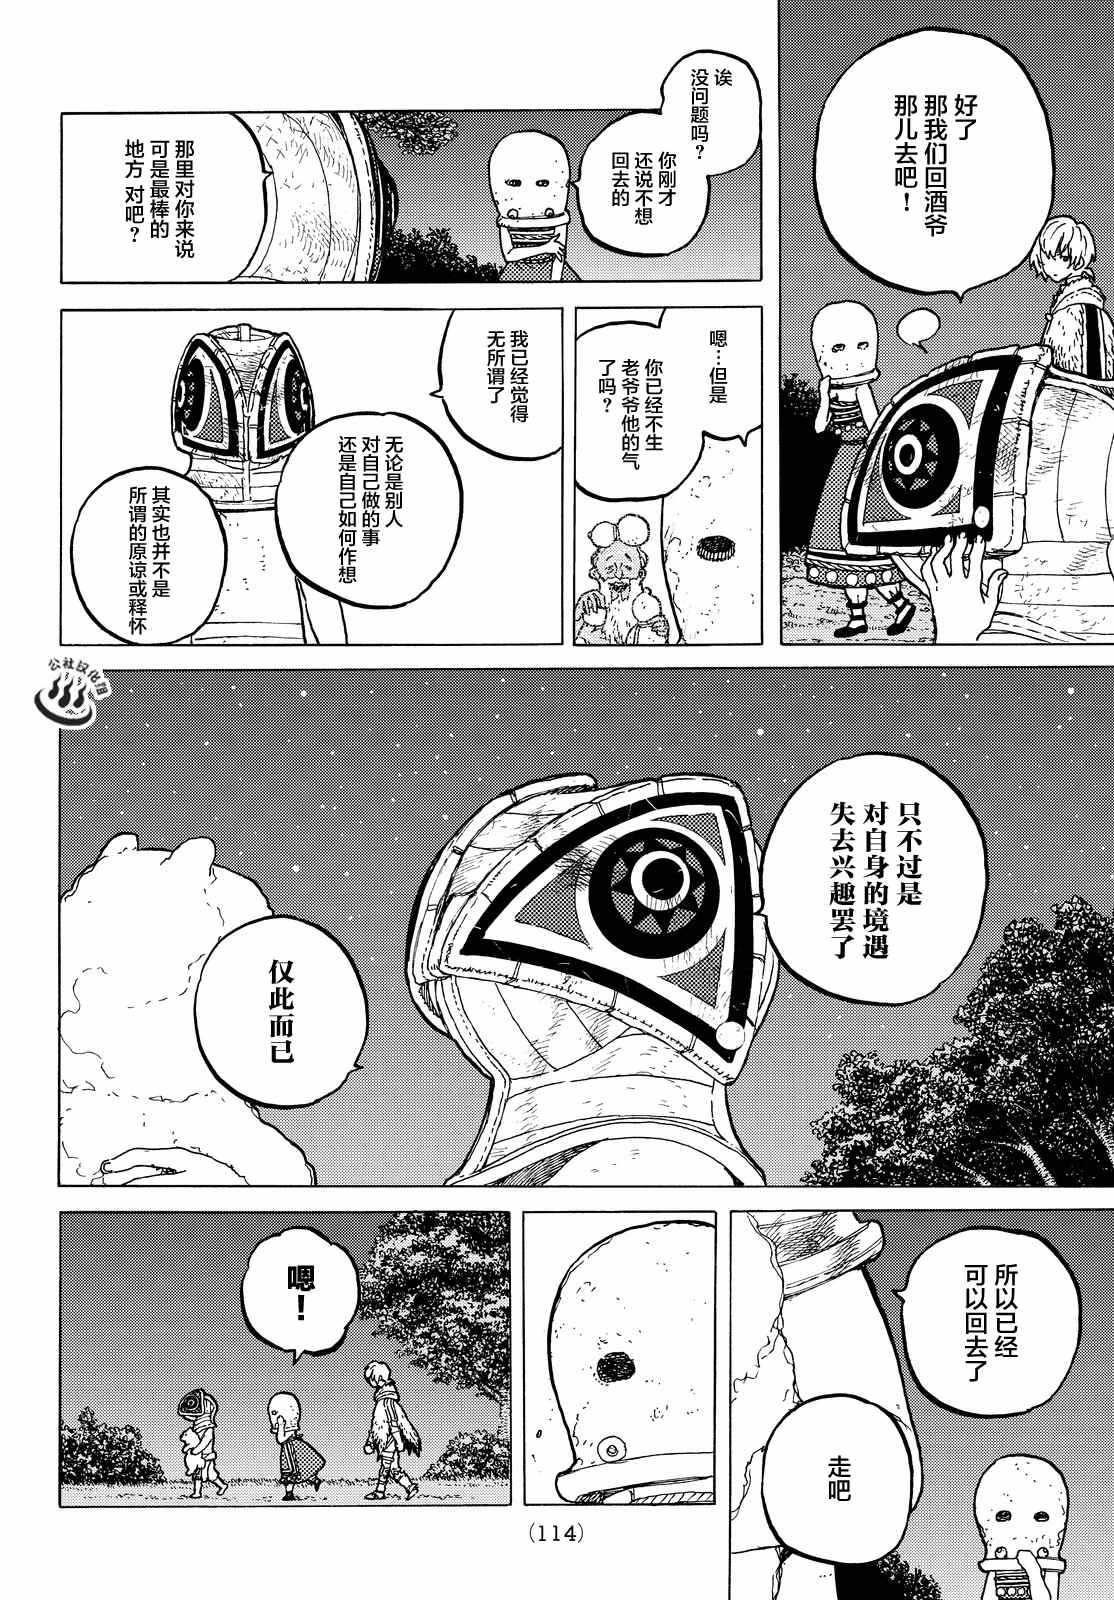 好了
那我们回酒爷
那儿去吧！
诶
没问题吗？
你刚才
还说不想
回去的
那里对你来说
可是最棒的
地方 对吧？
嗯…但是
你已经不生
老爷爷他的气
了吗？
我已经觉得
无所谓了
无论是别人
对自己做的事
还是自己如何作想
其实也并不是
所谓的原谅或释怀
公社汉化组
只不过是
对自身的境遇
失去兴趣罢了
仅此而已
所以已经
可以回去了
走吧
嗯！
(114)